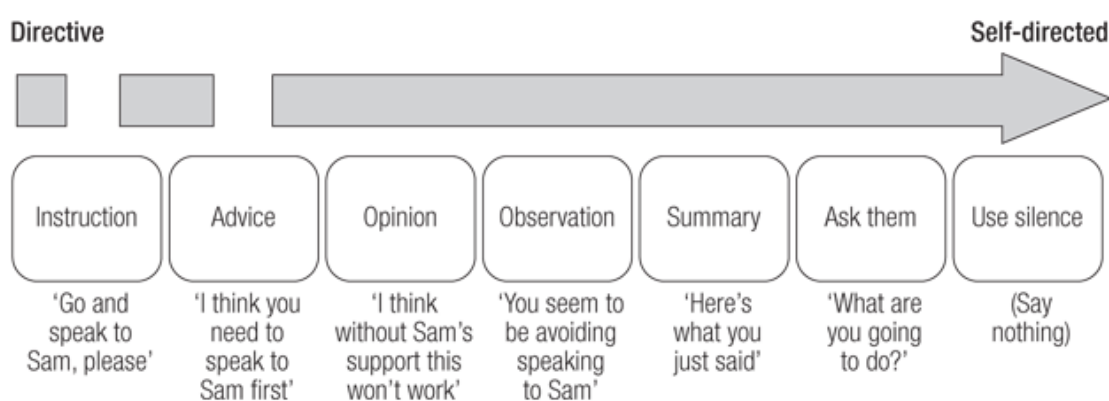 Directive
Self-directed
Instruction
Advice
Opinion
Observation
Summary
Ask them
Use silence
‘Go and
speak to
Sam, please’
‘I think you
need to
speak to
Sam first’
‘I think
without Sam’s
support this
won’t work’
‘You seem to
be avoiding
speaking
to Sam’
‘Here’s
what you
just said’
‘What are
you going
to do?’
(Say
nothing)